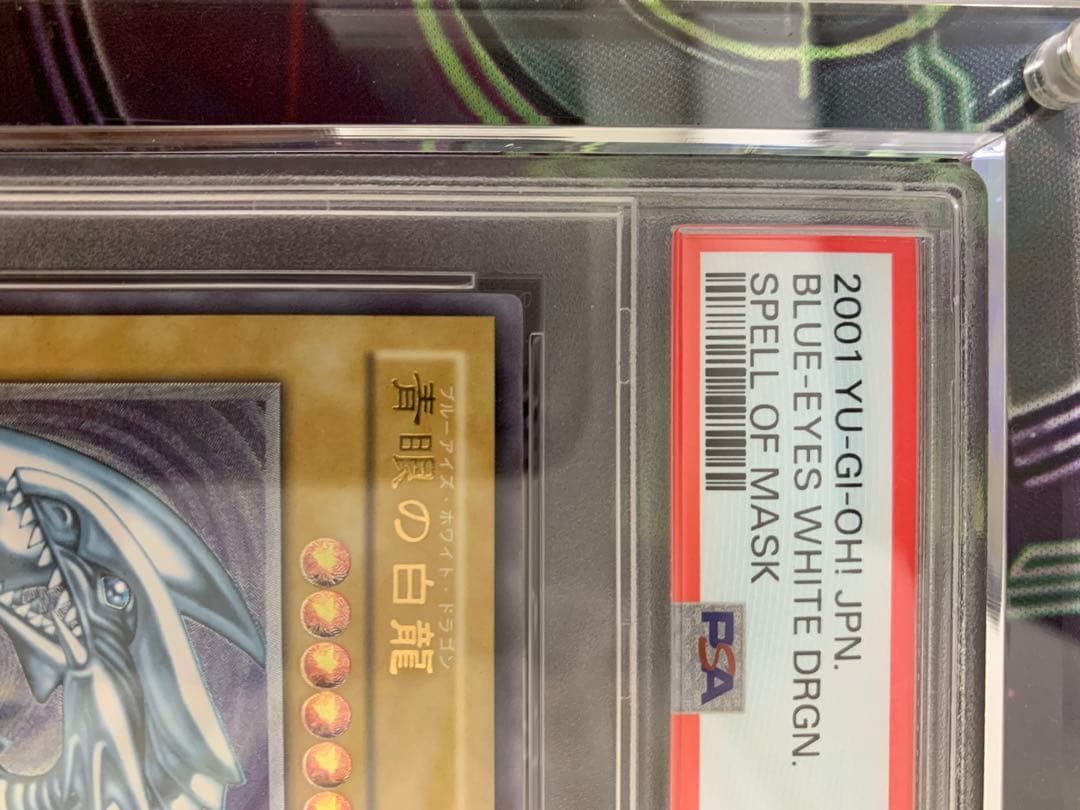 2001 YU-GI-OH! JPN.
BLUE-EYES WHITE DRGN.
SPELL OF MASK
PSA
ブルーアイズ・ホワイト・ドラゴン
青眼の白龍